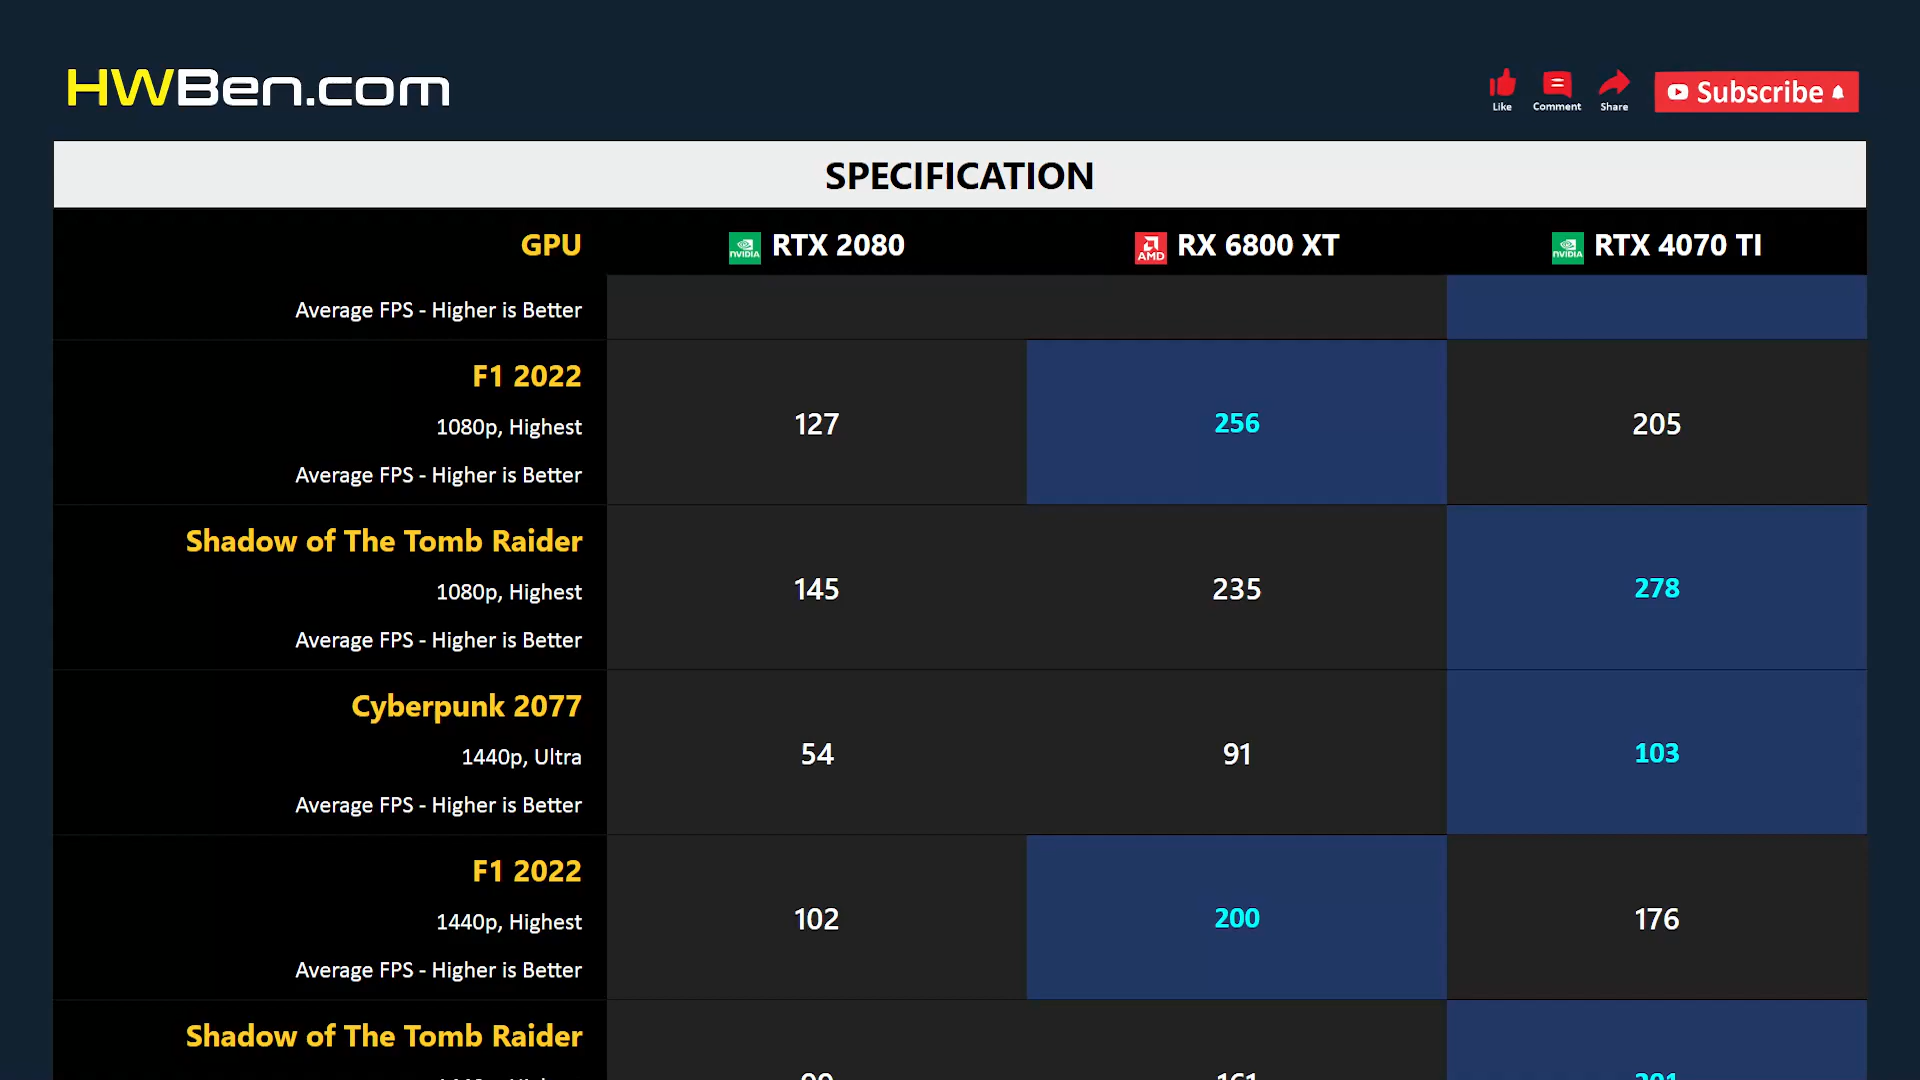 HWBen.com
Like Comment Share Subscribe
SPECIFICATION
GPU NVIDIA RTX 2080 AMD RX 6800 XT NVIDIA RTX 4070 TI
Average FPS - Higher is Better
F1 2022
1080p, Highest 127 256 205
Average FPS - Higher is Better
Shadow of The Tomb Raider
1080p, Highest 145 235 278
Average FPS - Higher is Better
Cyberpunk 2077
1440p, Ultra 54 91 103
Average FPS - Higher is Better
F1 2022
1440p, Highest 102 200 176
Average FPS - Higher is Better
Shadow of The Tomb Raider